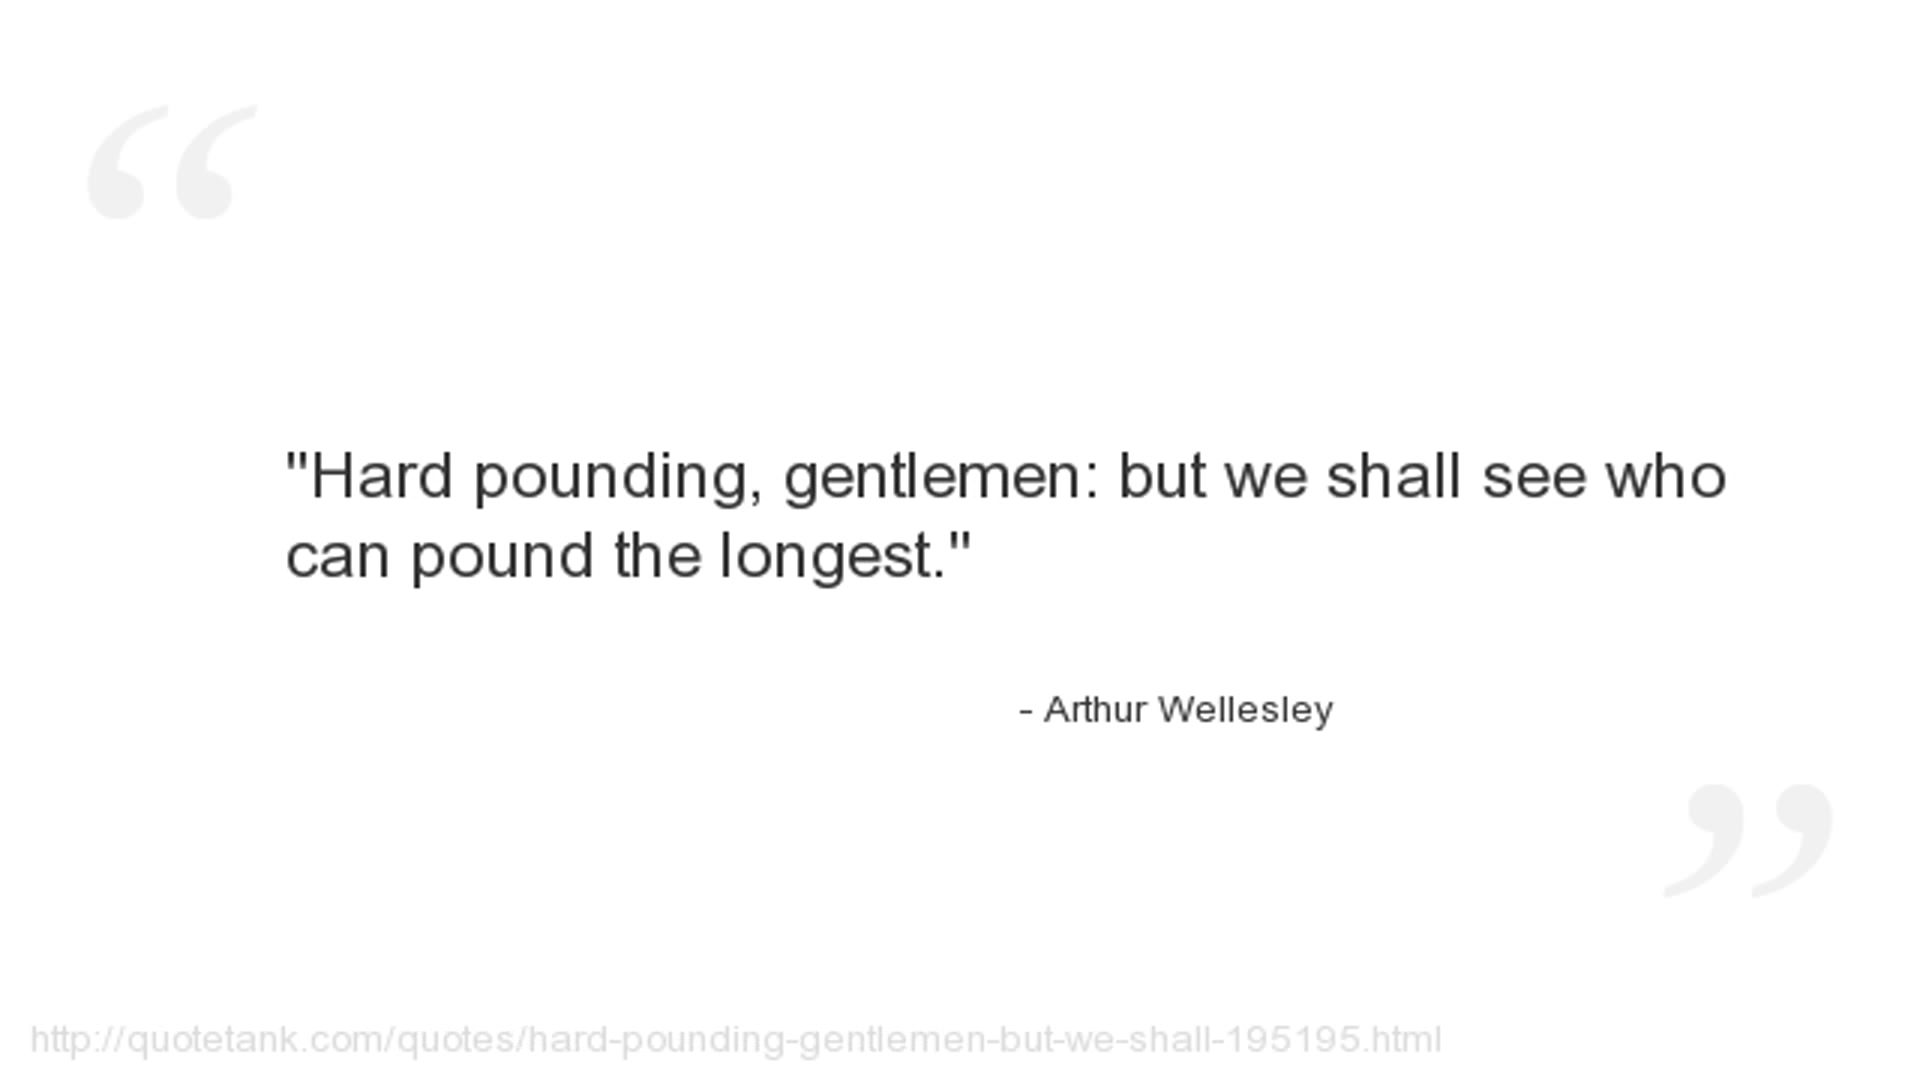 "Hard pounding, gentlemen: but we shall see who
can pound the longest."
- Arthur Wellesley
http://quotetank.com/quotes/hard-pounding-gentlemen-but-we-shall-195195.html